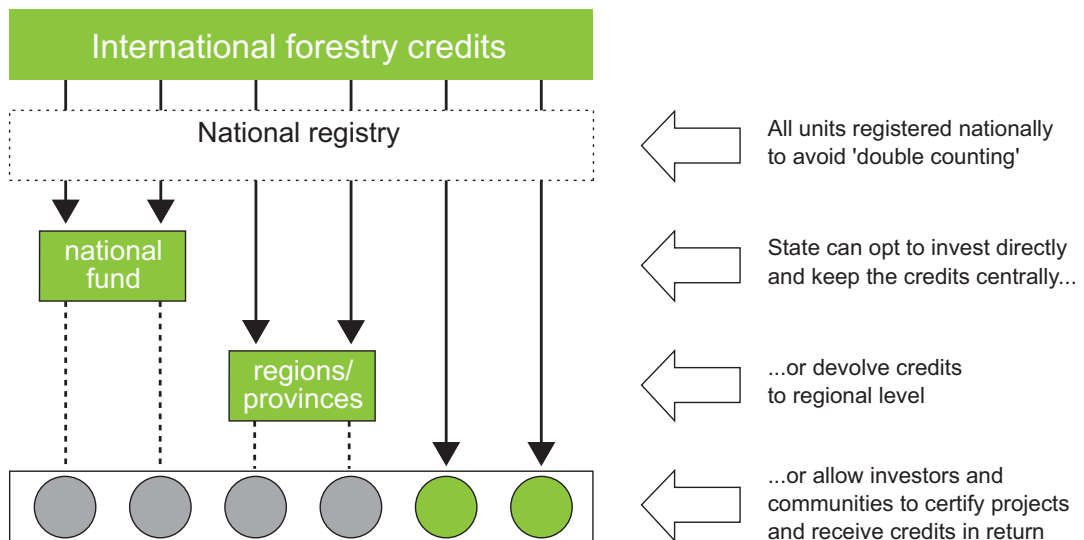 International forestry credits
National registry
All units registered nationally
to avoid 'double counting'
national
fund
State can opt to invest directly
and keep the credits centrally...
regions/
provinces
...or devolve credits
to regional level
...or allow investors and
communities to certify projects
and receive credits in return